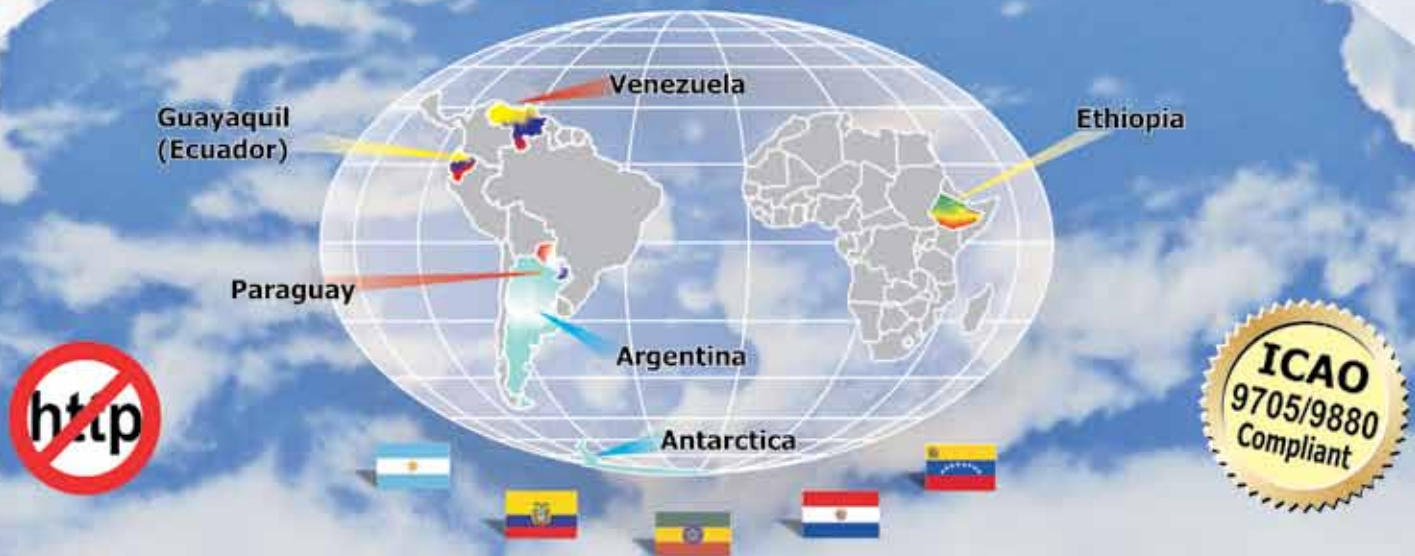 Venezuela
Guayaquil
(Ecuador)
Ethiopia
Paraguay
Argentina
Antarctica
http
ICAO
9705/9880
Compliant